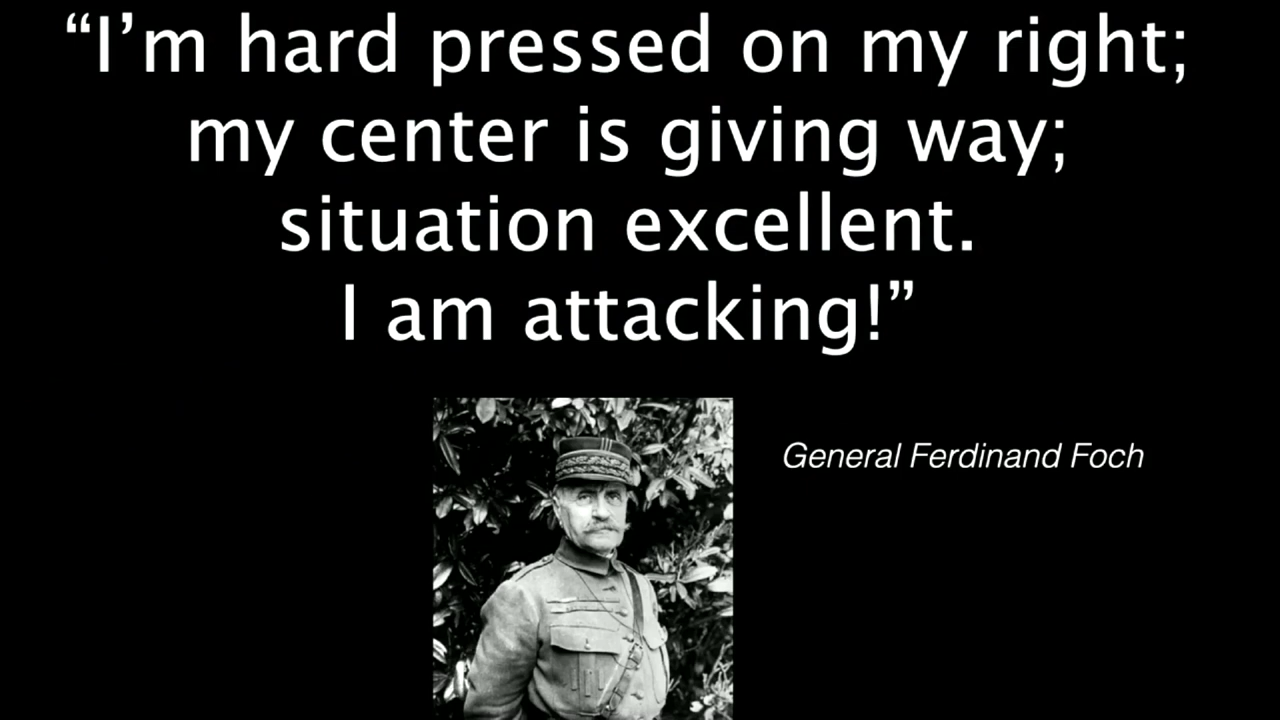 “I’m hard pressed on my right;
my center is giving way;
situation excellent.
I am attacking!”
General Ferdinand Foch